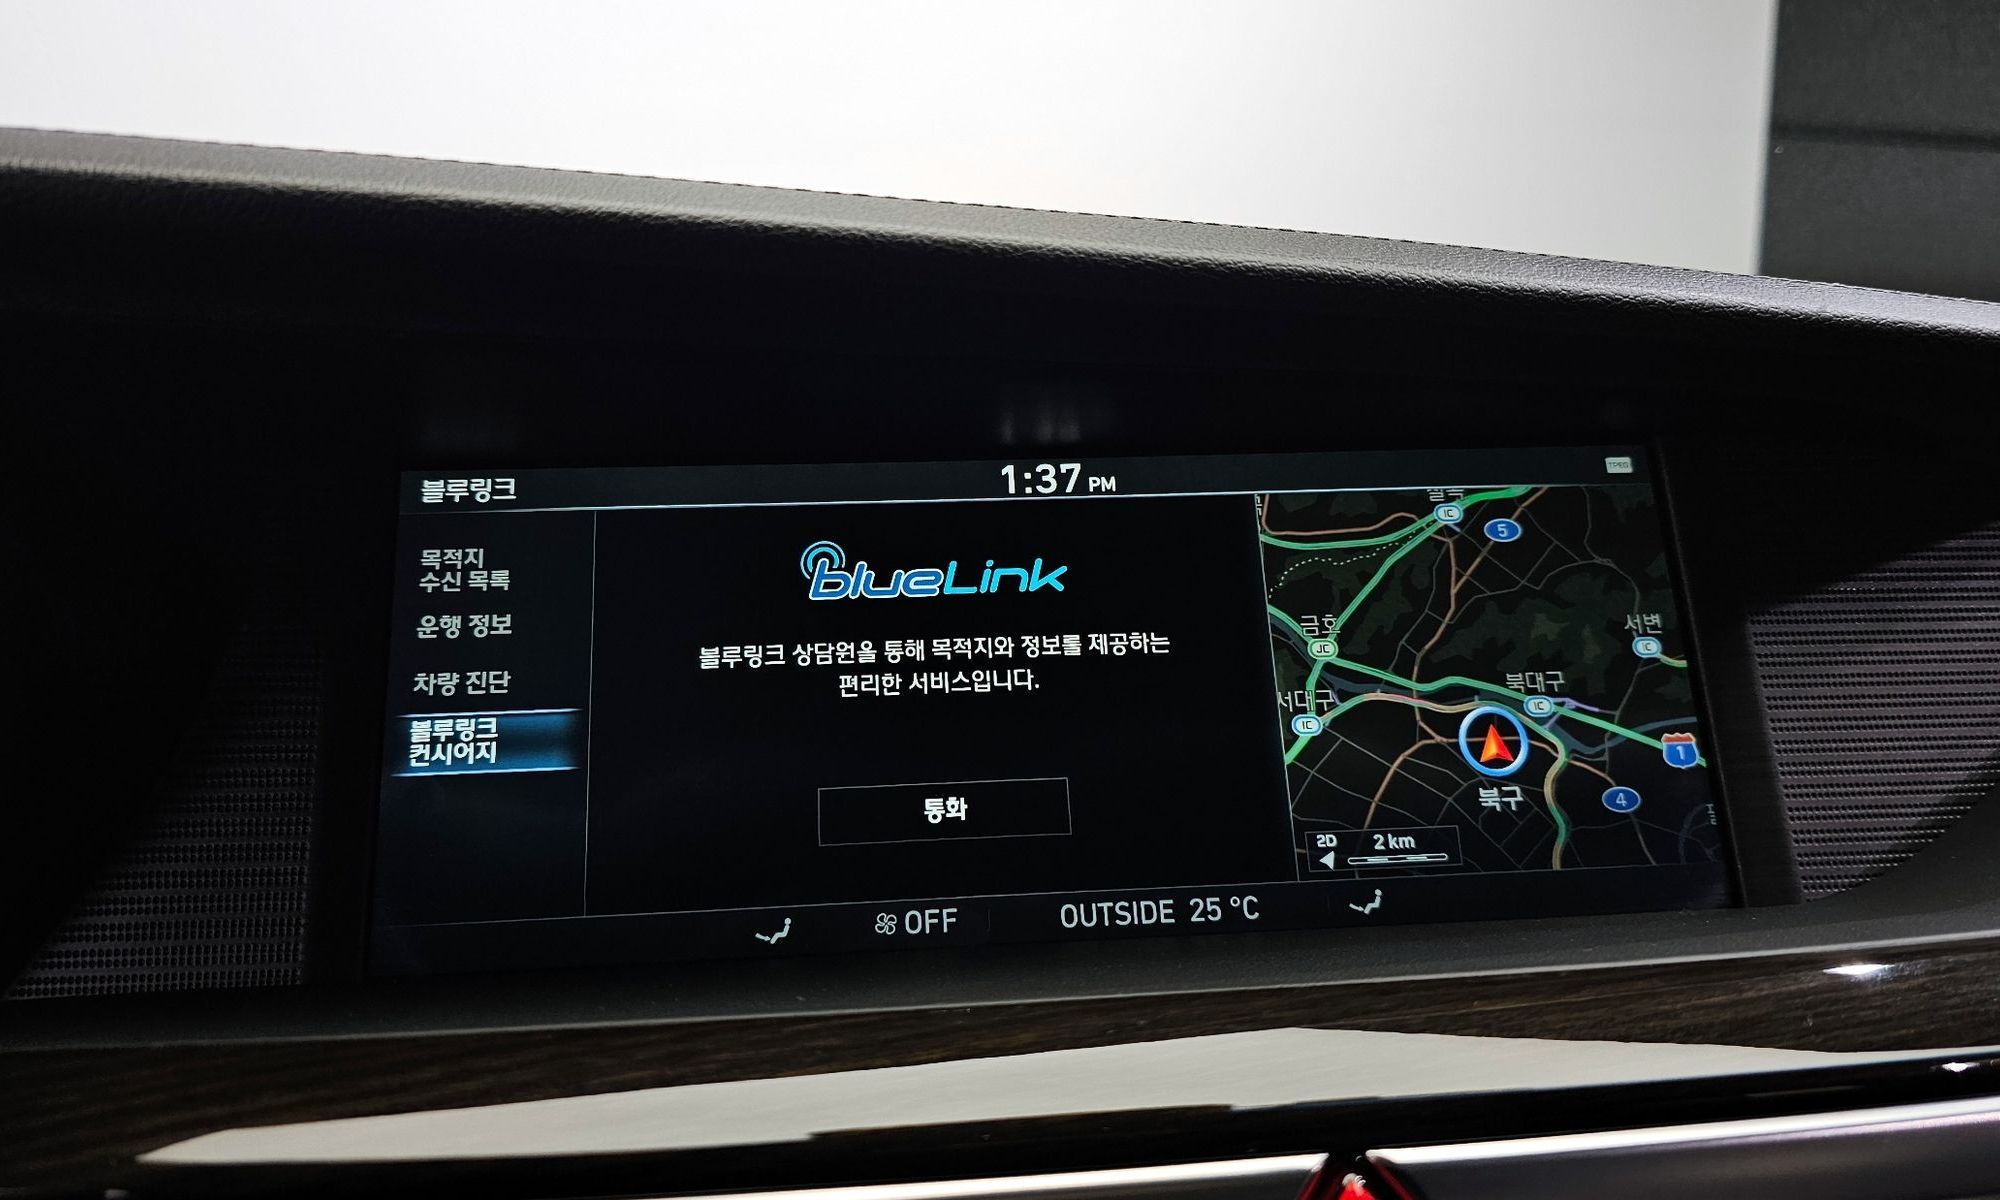 블루링크
1:37 PM
TPEG
목적지
수신 목록
운행 정보
차량 진단
블루링크
컨시어지
blueLink
블루링크 상담원을 통해 목적지와 정보를 제공하는
편리한 서비스입니다.
통화
IC
5
금호
JC
서변
IC
서대구
IC
북대구
IC
1
북구
4
2D
2 km
OFF
OUTSIDE 25 °C